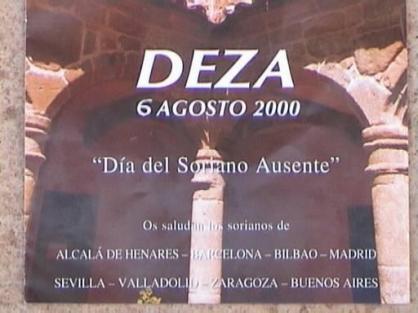 DEZA
6 AGOSTO 2000
“Día del Soriano Ausente”
Os saludan los sorianos de
ALCALÁ DE HENARES – BARCELONA – BILBAO – MADRID
SEVILLA – VALLADOLID – ZARAGOZA – BUENOS AIRES